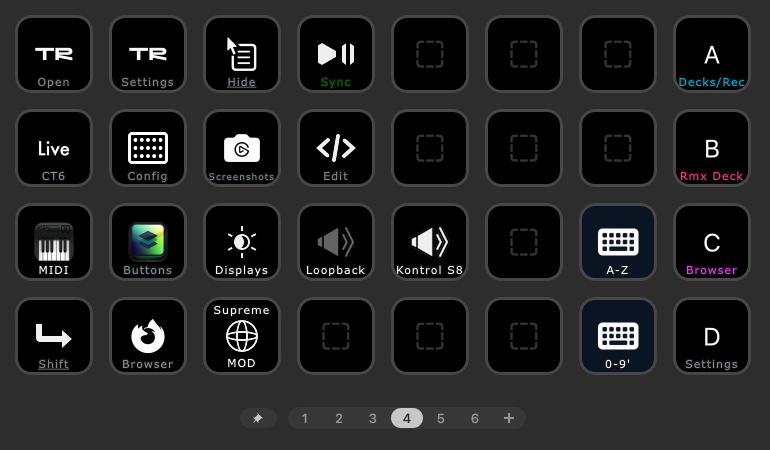 TR
Open
TR
Settings
Hide
Sync
A
Decks/Rec
Live
CT6
Config
Screenshots
</>
Edit
B
Rmx Deck
MIDI
Buttons
Displays
Loopback
Kontrol S8
A-Z
C
Browser
Shift
Browser
Supreme
MOD
0-9'
D
Settings
1 2 3 4 5 6 +